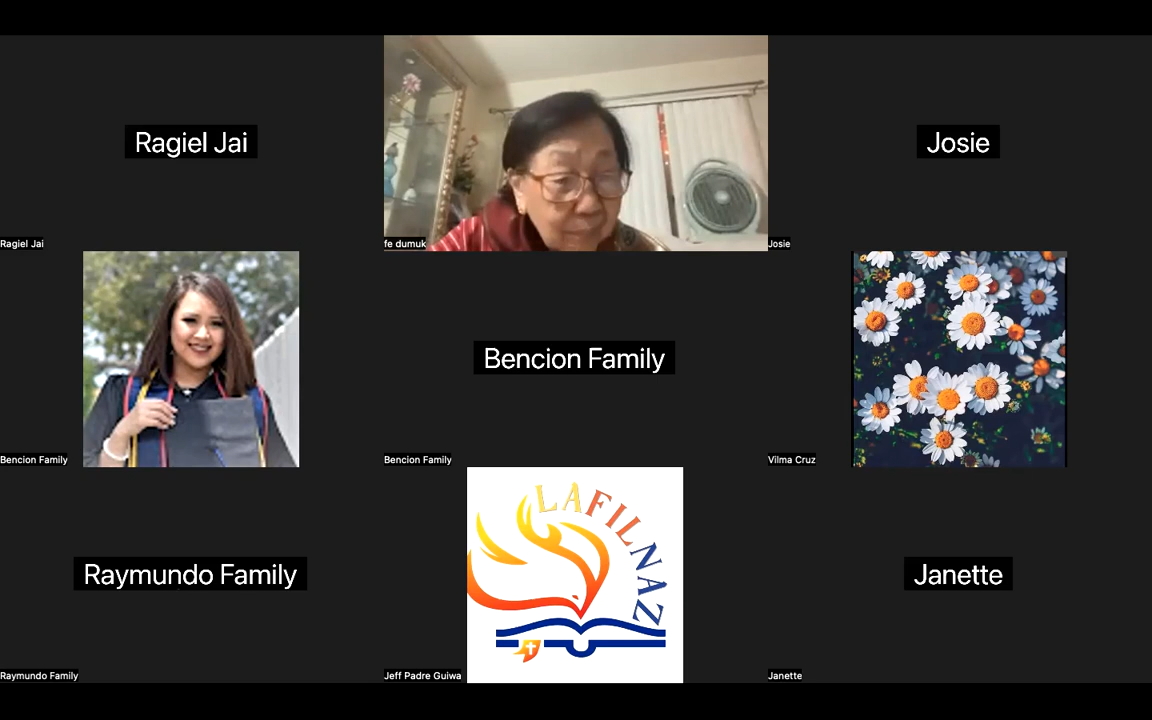 Ragiel Jai
Josie
Ragiel Jai
fe dumuk
Josie
Bencion Family
Bencion Family
Bencion Family
Vilma Cruz
LAFILNAZ
Raymundo Family
Janette
Raymundo Family
Jeff Padre Guiwa
Janette